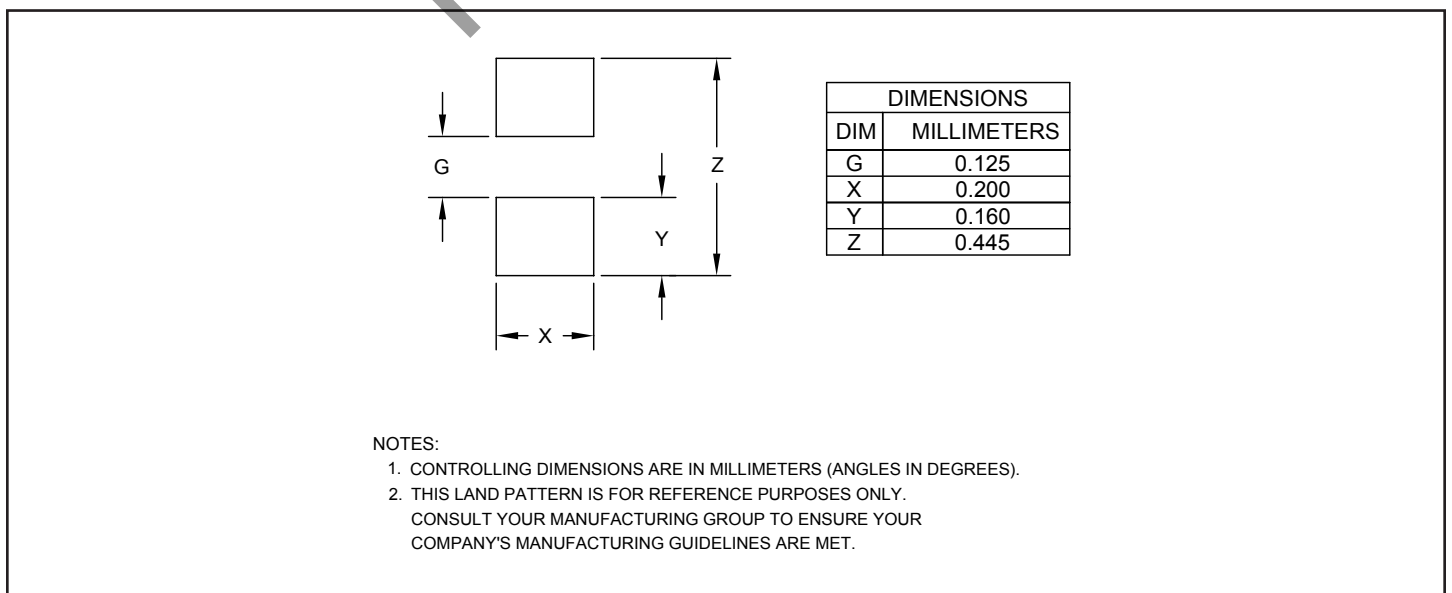 G
Z
Y
X
DIMENSIONS
DIM MILLIMETERS
G 0.125
X 0.200
Y 0.160
Z 0.445
NOTES:
1. CONTROLLING DIMENSIONS ARE IN MILLIMETERS (ANGLES IN DEGREES).
2. THIS LAND PATTERN IS FOR REFERENCE PURPOSES ONLY.
CONSULT YOUR MANUFACTURING GROUP TO ENSURE YOUR
COMPANY'S MANUFACTURING GUIDELINES ARE MET.